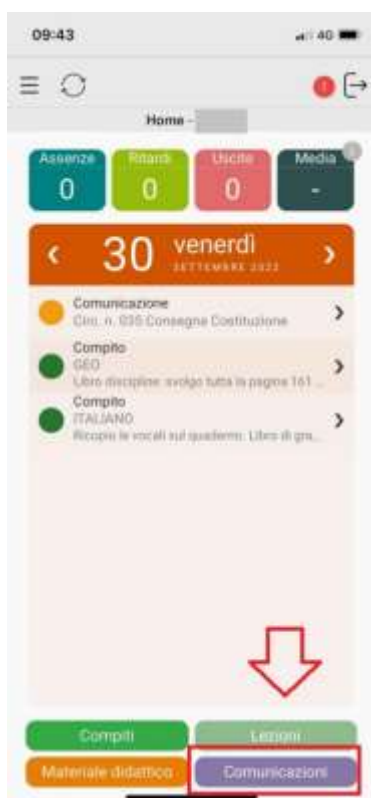 09:43
4G
Home -
Assenze Ritardi Uscite Media
0 0 0 -
30 venerdì
SETTEMBRE 2022
Comunicazione
Circ. n. 035 Consegna Costituzione
Compito
GEO
Libro discipline: svolgo tutta la pagina 161 ...
Compito
ITALIANO
Ricopio le vocali sul quaderno. Libro di gra...
Compiti Lezioni
Materiale didattico Comunicazioni